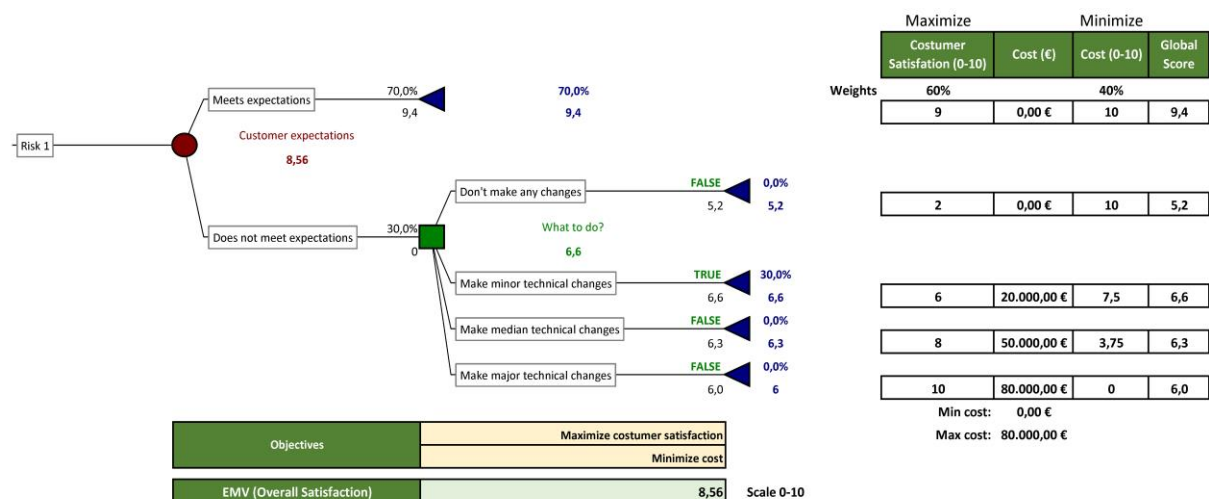 Maximize Minimize
Costumer Satisfation (0-10) Cost (€) Cost (0-10) Global Score
Weights 60% 40%
Meets expectations 70,0% 70,0%
9,4 9,4
9 0,00 € 10 9,4
Risk 1
Customer expectations
8,56
Don't make any changes FALSE 0,0%
5,2 5,2
2 0,00 € 10 5,2
Does not meet expectations 30,0%
0
What to do?
6,6
Make minor technical changes TRUE 30,0%
6,6 6,6
6 20.000,00 € 7,5 6,6
Make median technical changes FALSE 0,0%
6,3 6,3
8 50.000,00 € 3,75 6,3
Make major technical changes FALSE 0,0%
6,0 6
10 80.000,00 € 0 6,0
Min cost: 0,00 €
Max cost: 80.000,00 €
Objectives
Maximize costumer satisfaction
Minimize cost
EMV (Overall Satisfaction) 8,56 Scale 0-10